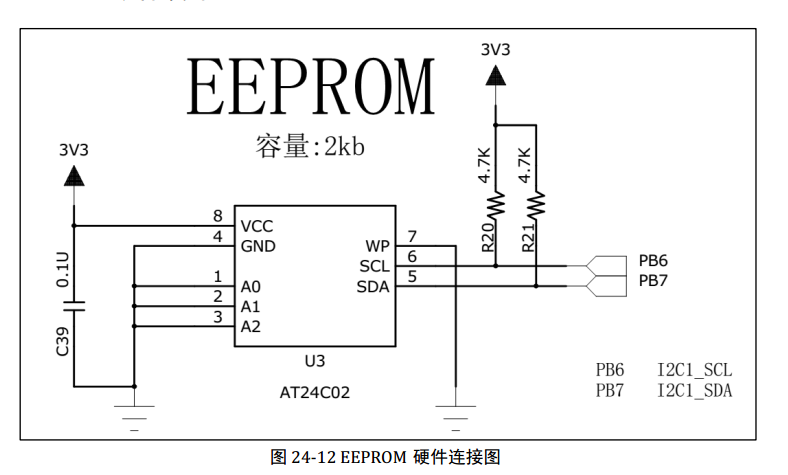 EEPROM
容量:2kb
3V3
3V3
4.7K
4.7K
R20
R21
0.1U
C39
8 VCC
4 GND
1 A0
2 A1
3 A2
WP 7
SCL 6
SDA 5
PB6
PB7
U3
AT24C02
PB6 I2C1_SCL
PB7 I2C1_SDA
图 24-12 EEPROM 硬件连接图